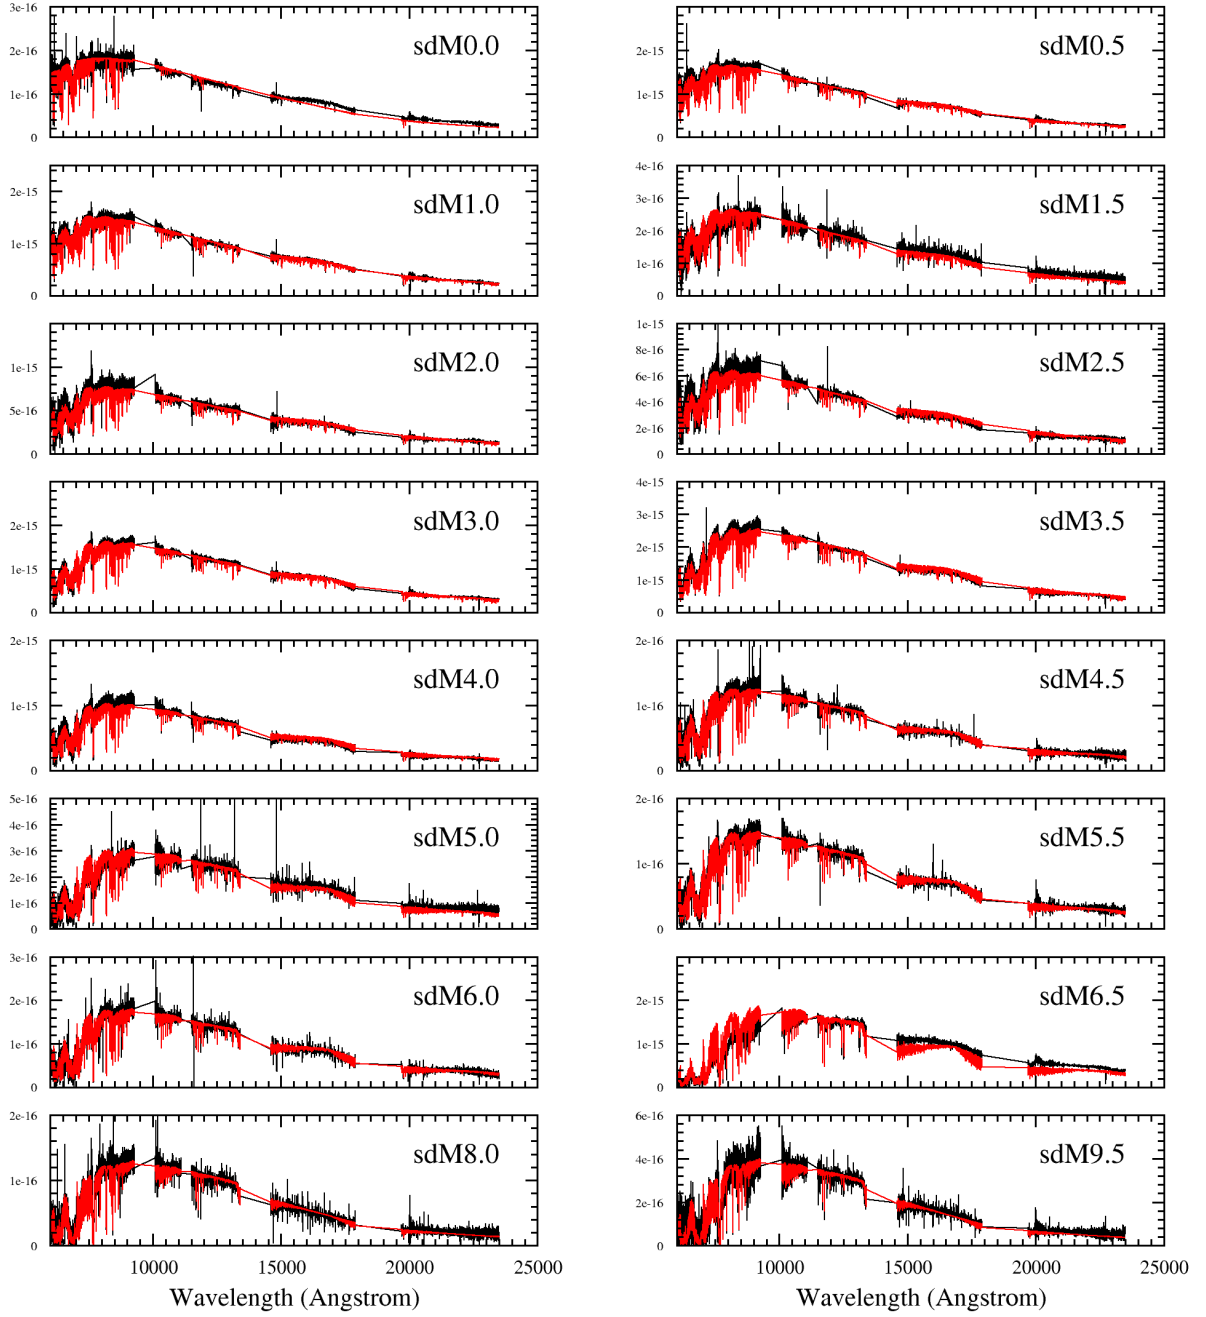 3e-16
2e-16
1e-16
0
sdM0.0
2e-15
1e-15
0
sdM0.5
2e-15
1e-15
0
sdM1.0
4e-16
3e-16
2e-16
1e-16
0
sdM1.5
1e-15
5e-16
0
sdM2.0
1e-15
8e-16
6e-16
4e-16
2e-16
0
sdM2.5
2e-15
1e-15
0
sdM3.0
4e-15
3e-15
2e-15
1e-15
0
sdM3.5
2e-15
1e-15
0
sdM4.0
2e-16
1e-16
0
sdM4.5
5e-16
4e-16
3e-16
2e-16
1e-16
0
sdM5.0
2e-16
1e-16
0
sdM5.5
3e-16
2e-16
1e-16
0
sdM6.0
2e-15
1e-15
0
sdM6.5
2e-16
1e-16
0
sdM8.0
6e-16
4e-16
2e-16
0
sdM9.5
10000 15000 20000 25000
Wavelength (Angstrom)
10000 15000 20000 25000
Wavelength (Angstrom)